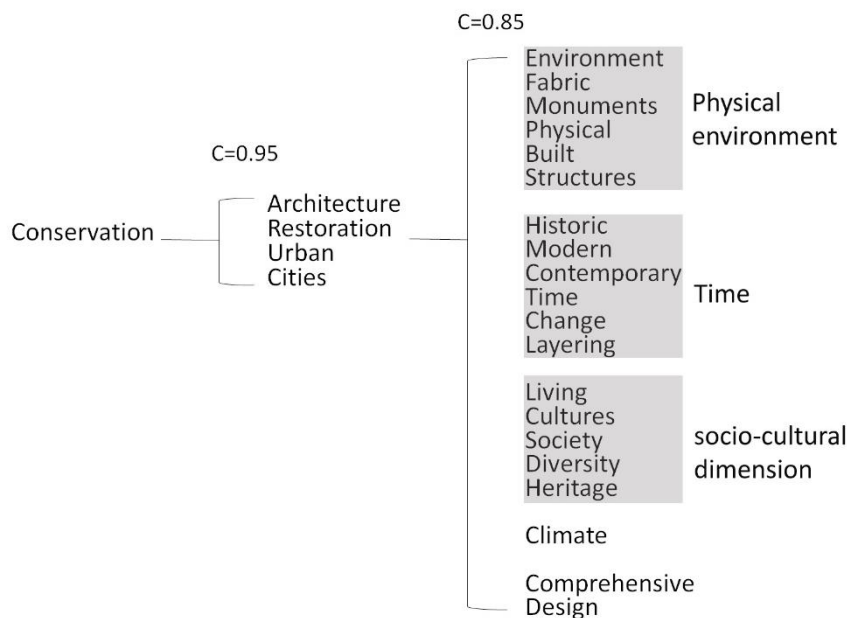 C=0.85
C=0.95
Conservation
Architecture
Restoration
Urban
Cities
Environment
Fabric
Monuments
Physical
Built
Structures
Physical
environment
Historic
Modern
Contemporary
Time
Change
Layering
Time
Living
Cultures
Society
Diversity
Heritage
socio-cultural
dimension
Climate
Comprehensive
Design